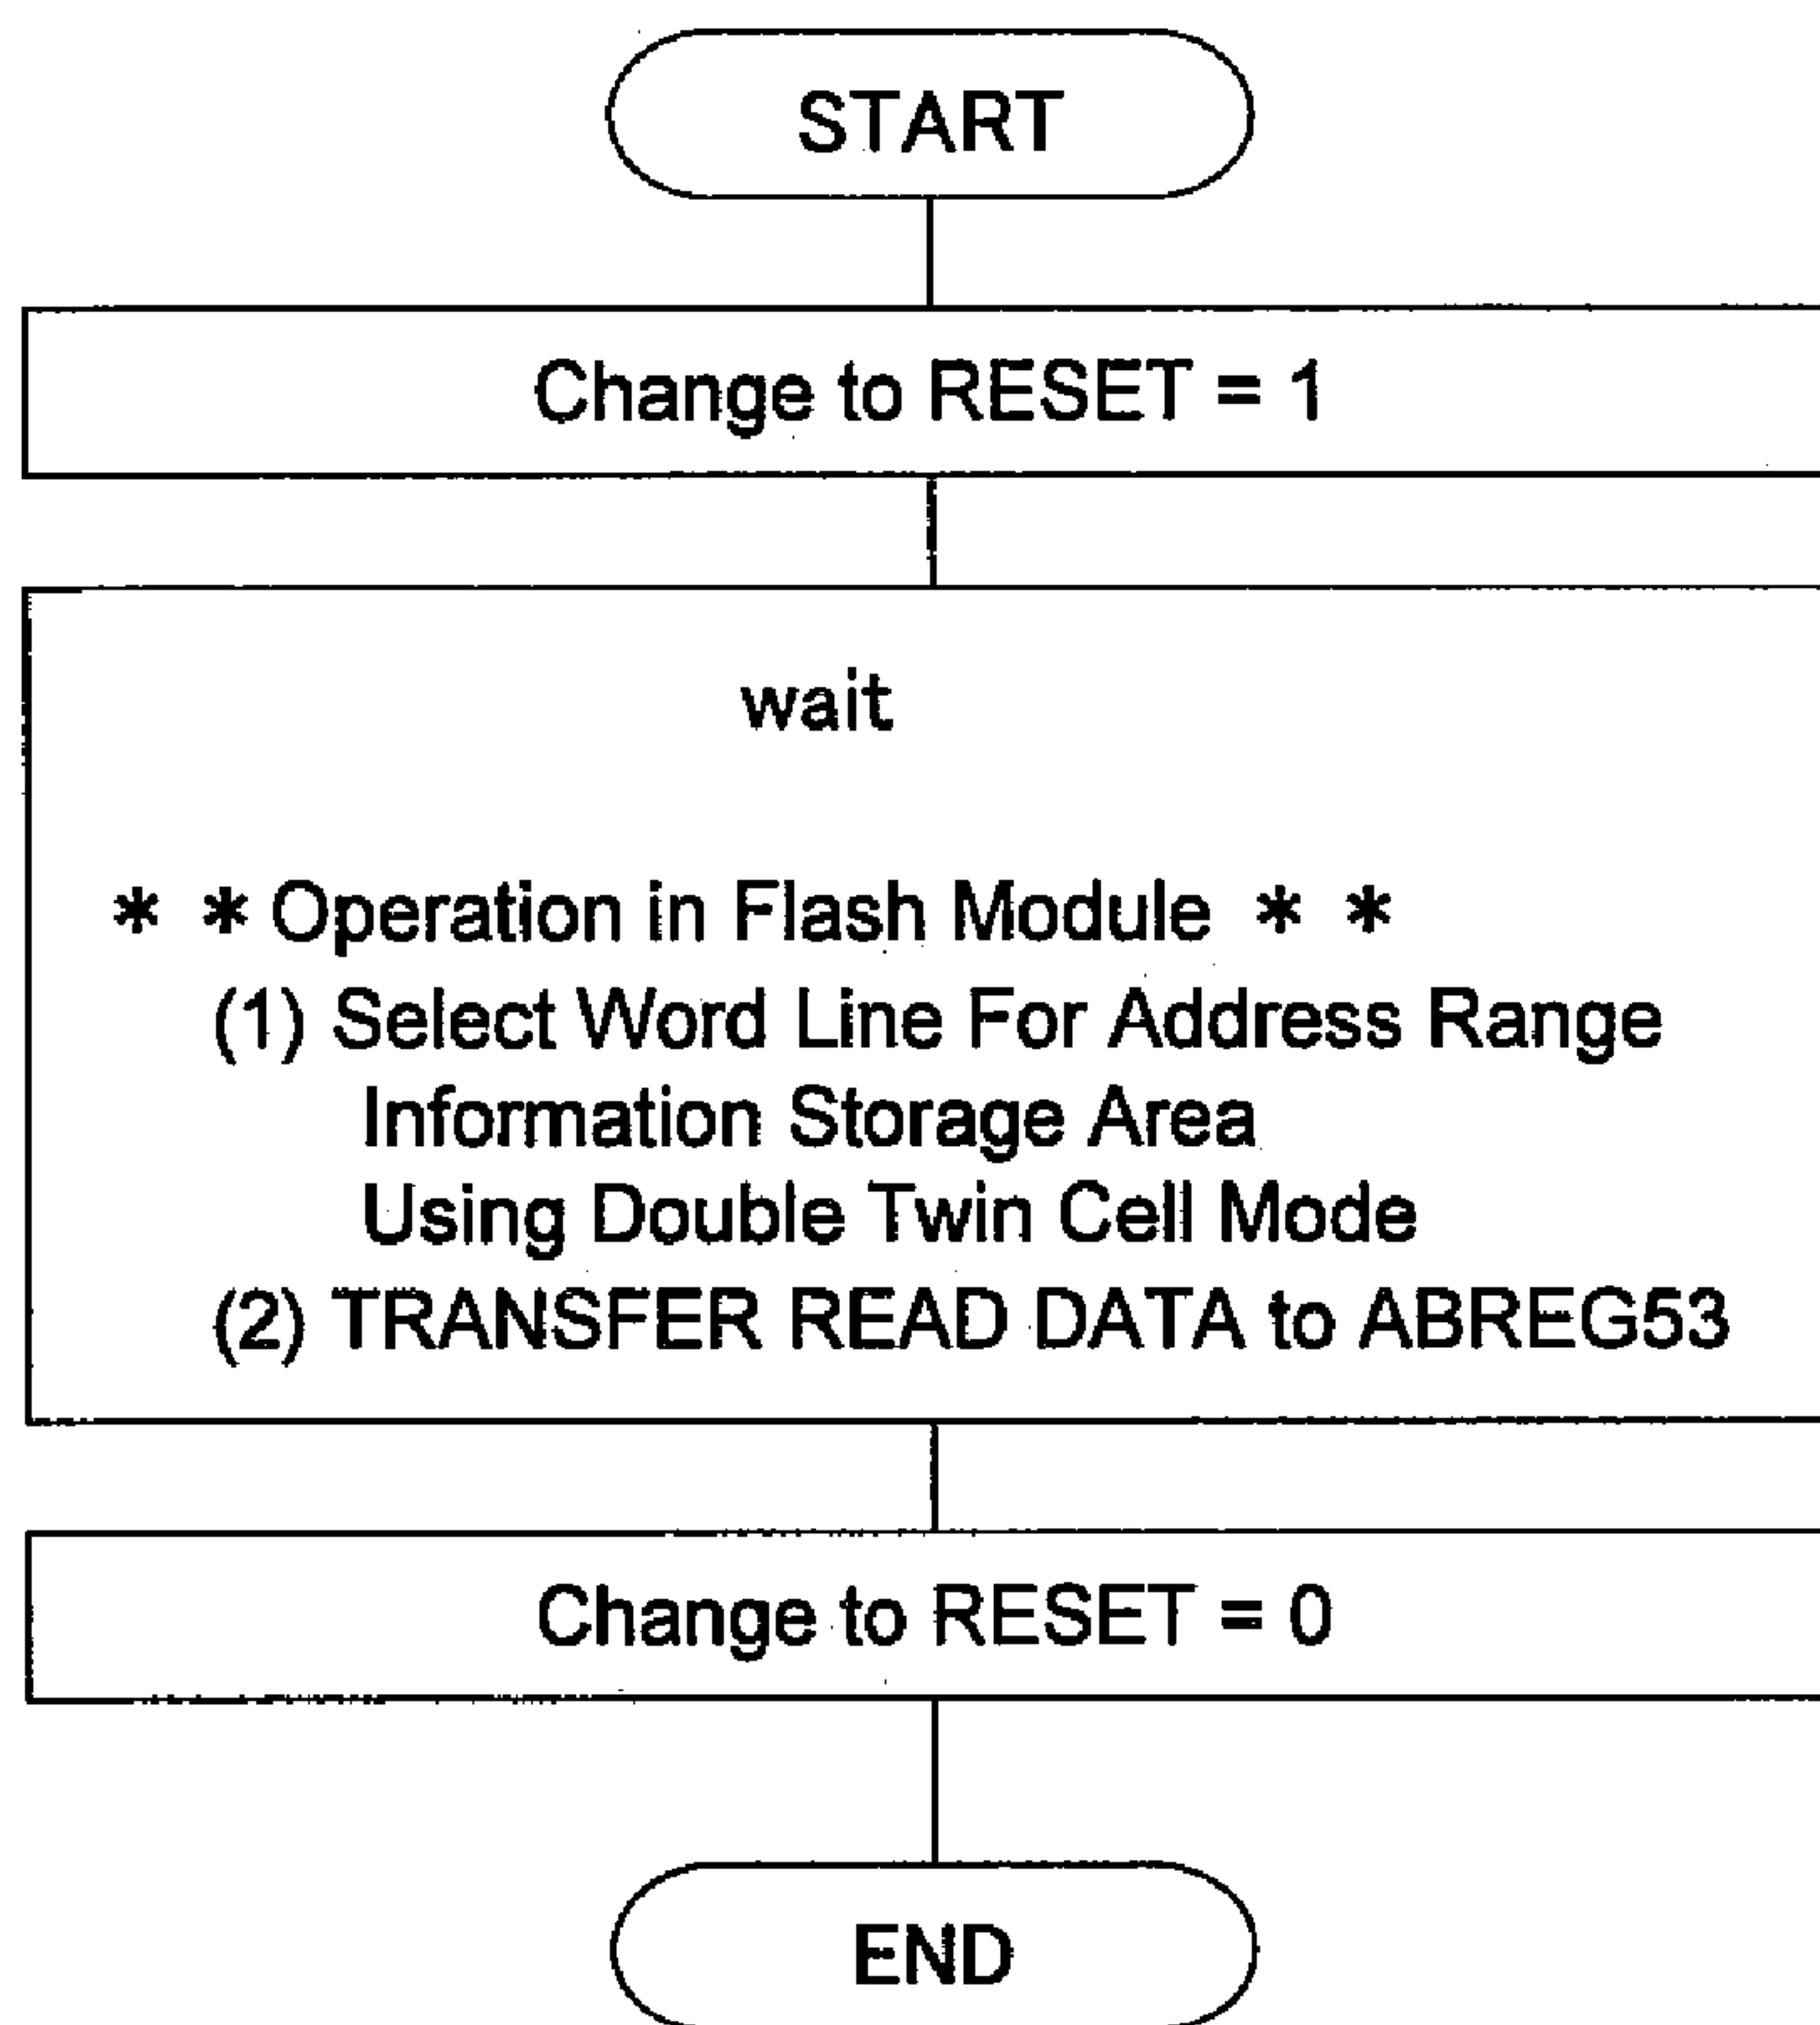 START
Change to RESET = 1
wait
* * Operation in Flash Module * *
(1) Select Word Line For Address Range
Information Storage Area
Using Double Twin Cell Mode
(2) TRANSFER READ DATA to ABREG53
Change to RESET = 0
END